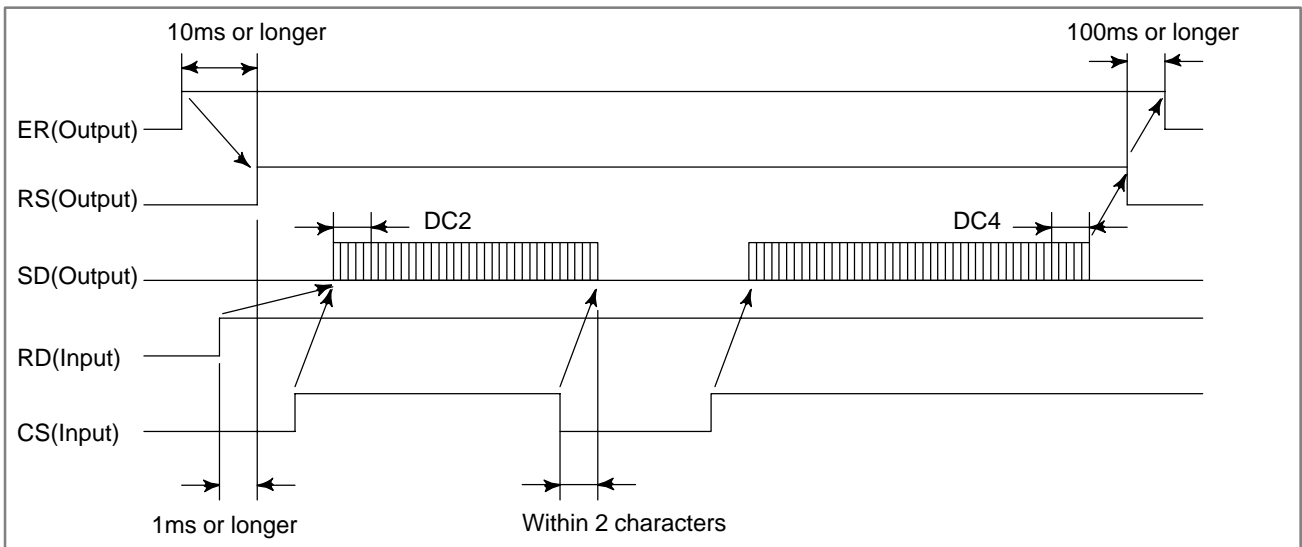 10ms or longer
100ms or longer
ER(Output)
RS(Output)
DC2
DC4
SD(Output)
RD(Input)
CS(Input)
1ms or longer
Within 2 characters